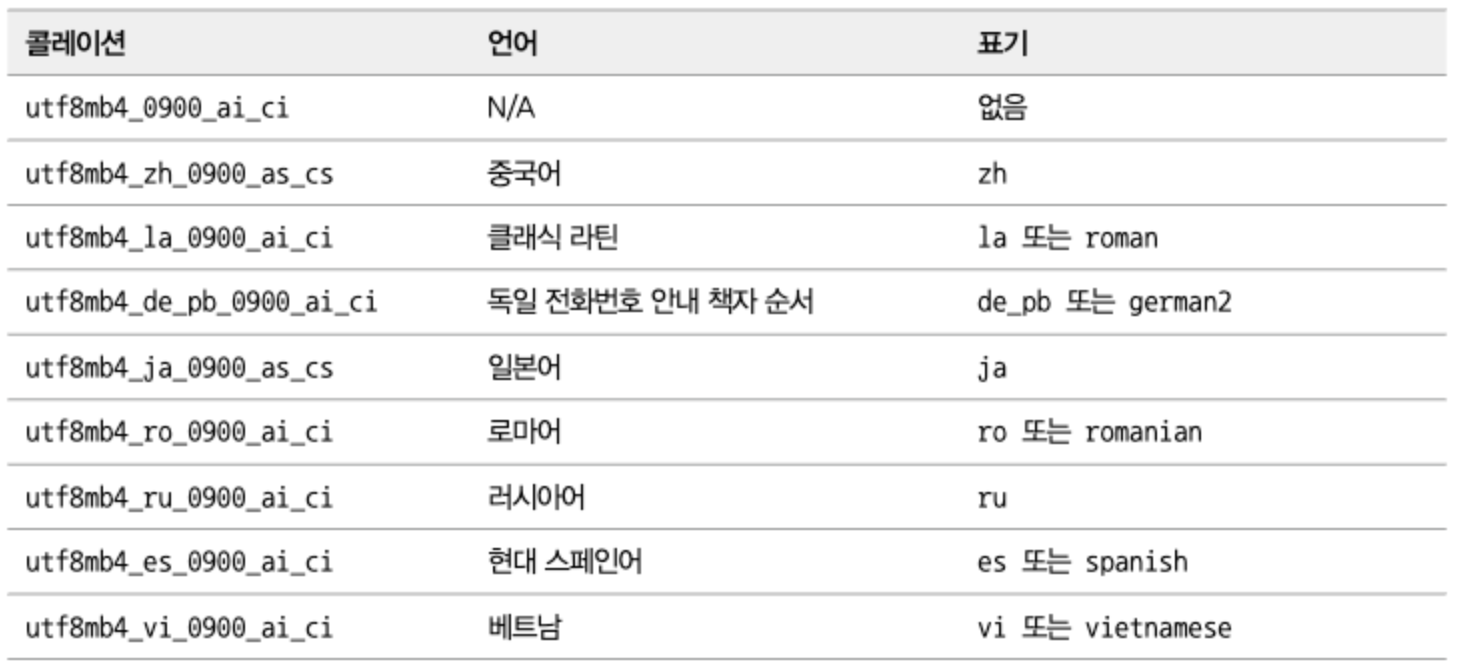 콜레이션 언어 표기
utf8mb4_0900_ai_ci N/A 없음
utf8mb4_zh_0900_as_cs 중국어 zh
utf8mb4_la_0900_ai_ci 클래식 라틴 la 또는 roman
utf8mb4_de_pb_0900_ai_ci 독일 전화번호 안내 책자 순서 de_pb 또는 german2
utf8mb4_ja_0900_as_cs 일본어 ja
utf8mb4_ro_0900_ai_ci 로마어 ro 또는 romanian
utf8mb4_ru_0900_ai_ci 러시아어 ru
utf8mb4_es_0900_ai_ci 현대 스페인어 es 또는 spanish
utf8mb4_vi_0900_ai_ci 베트남 vi 또는 vietnamese